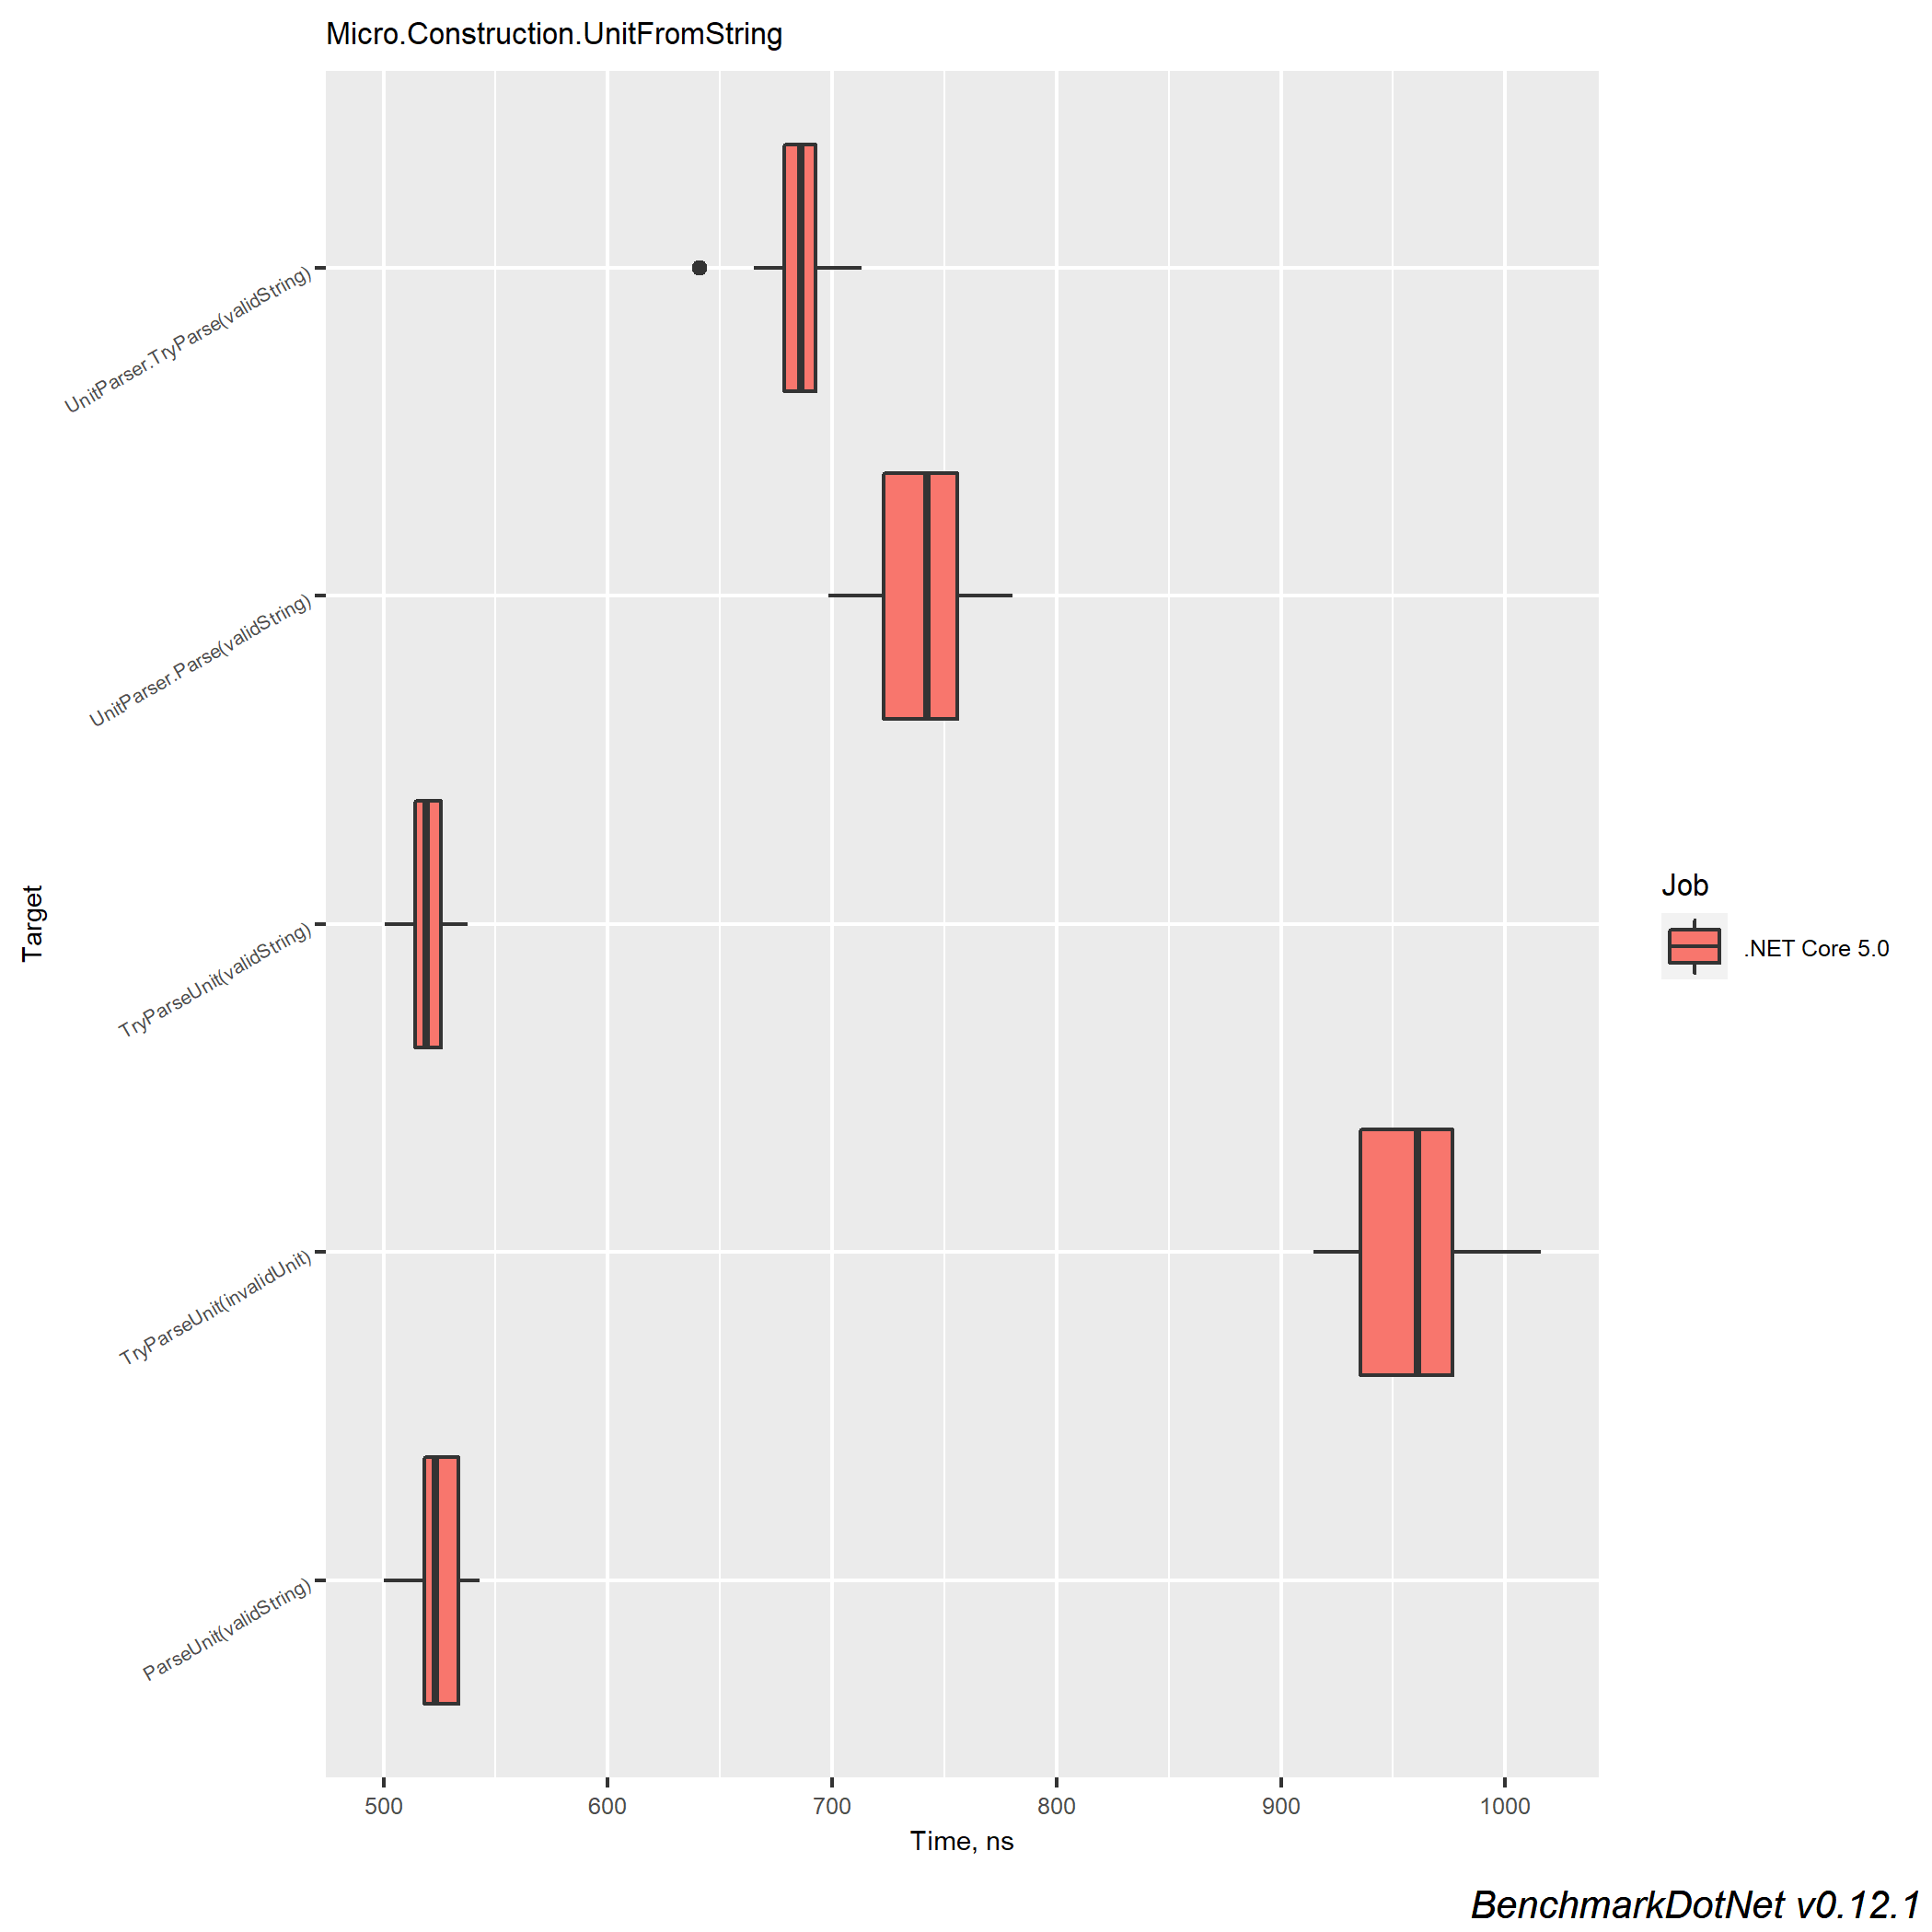 Micro.Construction.UnitFromString
UnitParser.TryParse(validString)
UnitParser.Parse(validString)
TryParseUnit(validString)
TryParseUnit(invalidUnit)
ParseUnit(validString)
Target
500 600 700 800 900 1000
Time, ns
Job
.NET Core 5.0
BenchmarkDotNet v0.12.1